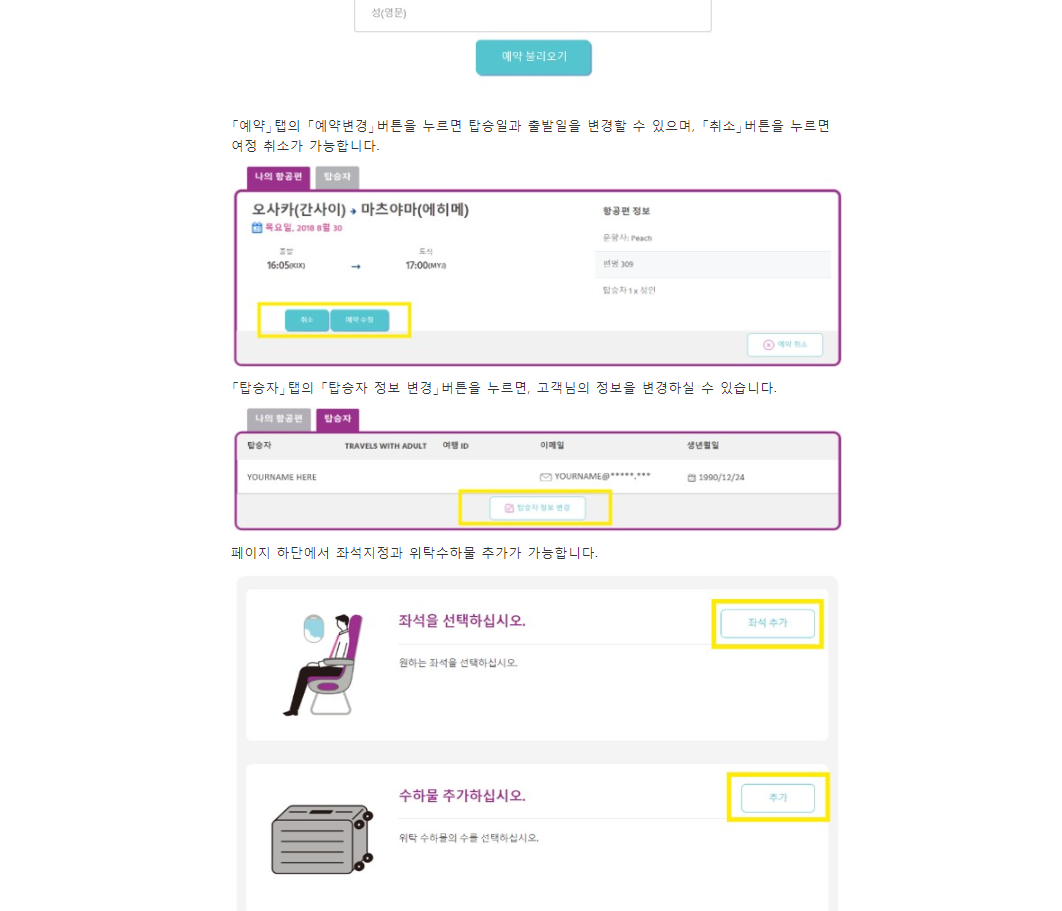 성(영문)
예약 불러오기
「예약」탭의 「예약변경」버튼을 누르면 탑승일과 출발일을 변경할 수 있으며, 「취소」버튼을 누르면
여정 취소가 가능합니다.
나의 항공편 탑승자
오사카(간사이) → 마츠야마(에히메)
목요일, 2018 8월 30
출발 도착
16:05(KIX) → 17:00(MYJ)
취소 예약 수정
항공편 정보
운항사: Peach
편명 309
탑승자 1 x 성인
예약 취소
「탑승자」탭의 「탑승자 정보 변경」버튼을 누르면, 고객님의 정보을 변경하실 수 있습니다.
나의 항공편 탑승자
탑승자 TRAVELS WITH ADULT 여행 ID 이메일 생년월일
YOURNAME HERE YOURNAME@*****.*** 1990/12/24
탑승자 정보 변경
페이지 하단에서 좌석지정과 위탁수하물 추가가 가능합니다.
좌석을 선택하십시오.
좌석 추가
원하는 좌석을 선택하십시오.
수하물 추가하십시오.
추가
위탁 수하물의 수를 선택하십시오.